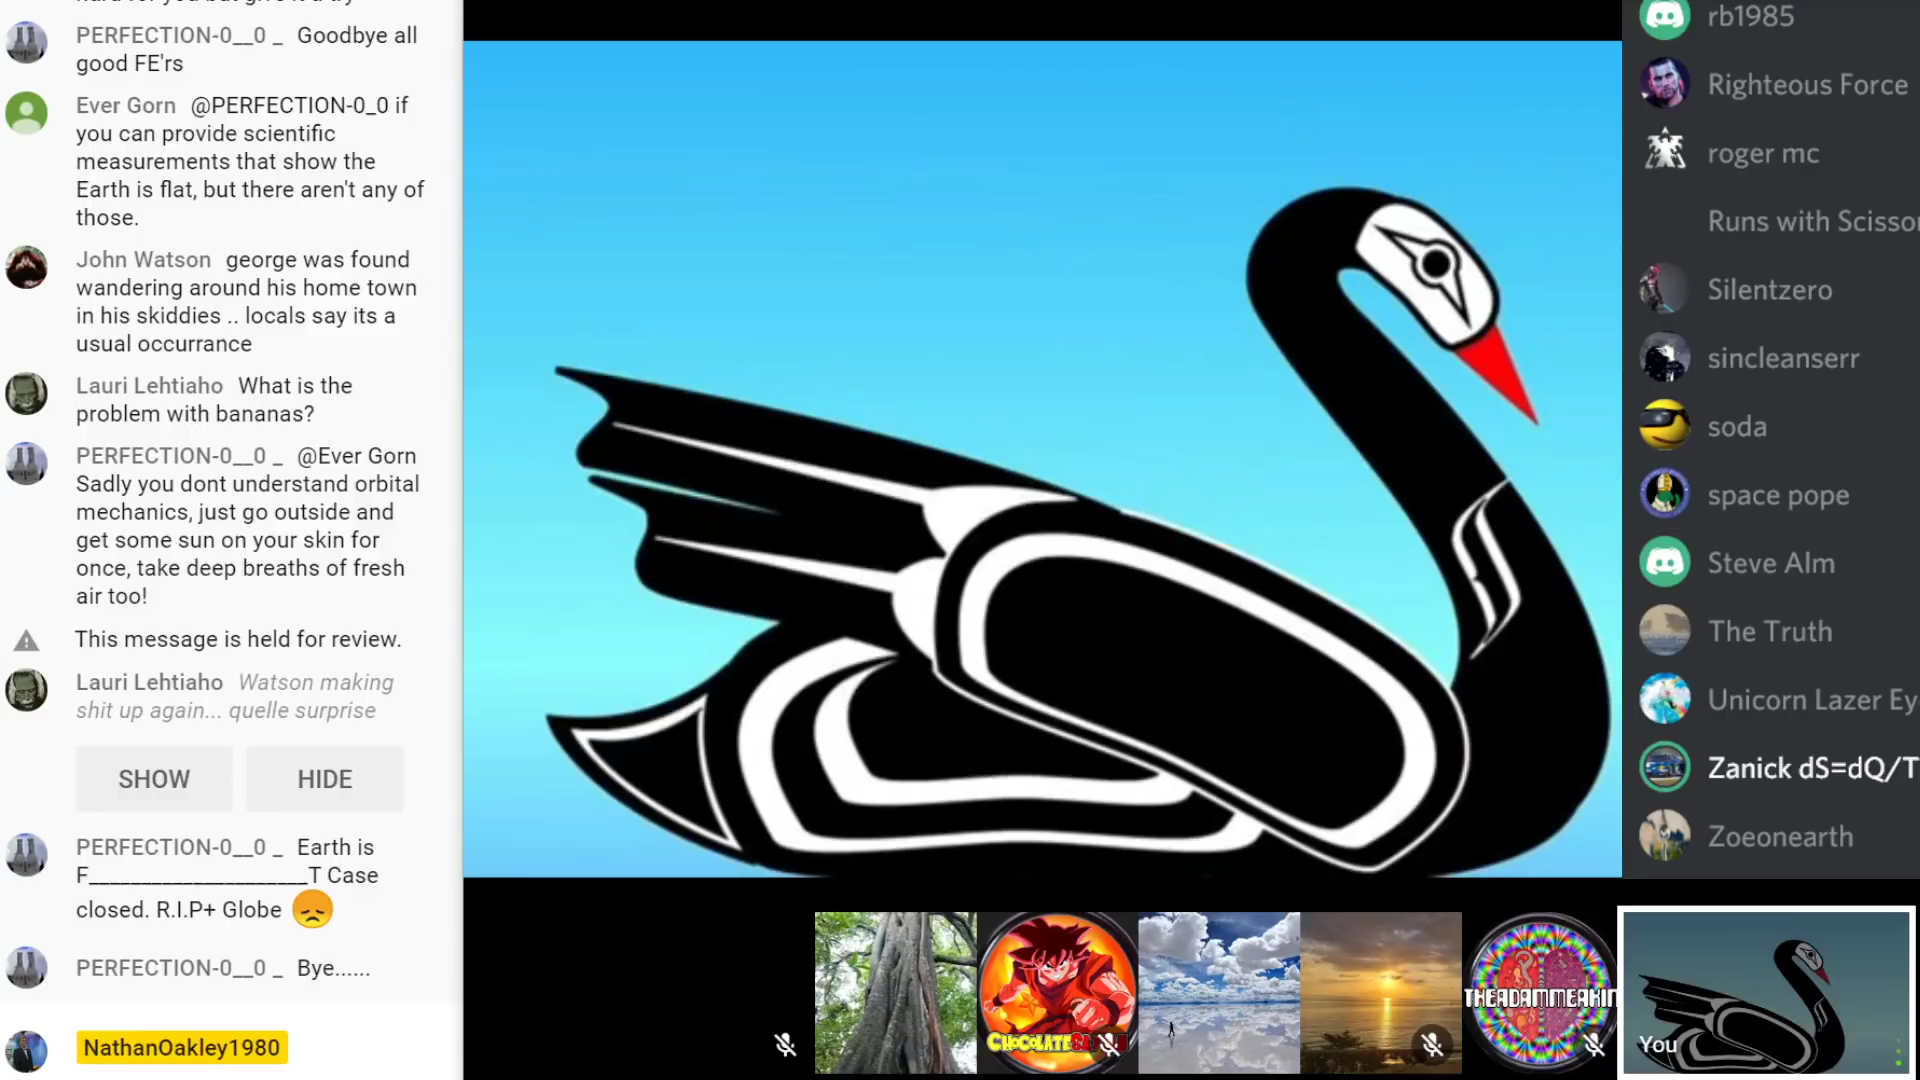 PERFECTION-0__0 _ Goodbye all
good FE'rs
Ever Gorn @PERFECTION-0_0 if
you can provide scientific
measurements that show the
Earth is flat, but there aren't any of
those.
John Watson george was found
wandering around his home town
in his skiddies .. locals say its a
usual occurrance
Lauri Lehtiaho What is the
problem with bananas?
PERFECTION-0__0 _ @Ever Gorn
Sadly you dont understand orbital
mechanics, just go outside and
get some sun on your skin for
once, take deep breaths of fresh
air too!
This message is held for review.
Lauri Lehtiaho Watson making
shit up again... quelle surprise
SHOW HIDE
PERFECTION-0__0 _ Earth is
F_____________________T Case
closed. R.I.P+ Globe
PERFECTION-0__0 _ Bye......
NathanOakley1980
rb1985
Righteous Force
roger mc
Runs with Scisso
Silentzero
sincleanserr
soda
space pope
Steve Alm
The Truth
Unicorn Lazer Ey
Zanick dS=dQ/T
Zoeonearth
THEADAMMEAKIN
You